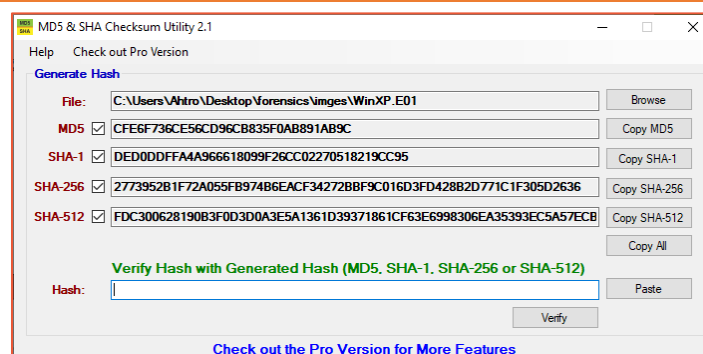 MD5 SHA MD5 & SHA Checksum Utility 2.1
Help Check out Pro Version
Generate Hash
File: C:\Users\Ahtro\Desktop\forensics\imges\WinXP.E01 Browse
MD5 CFE6F736CE56CD96CB835F0AB891AB9C Copy MD5
SHA-1 DED0DDFFA4A966618099F26CC02270518219CC95 Copy SHA-1
SHA-256 2773952B1F72A055FB974B6EACF34272BBF9C016D3FD428B2D771C1F305D2636 Copy SHA-256
SHA-512 FDC300628190B3F0D3D0A3E5A1361D39371861CF63E6998306EA35393EC5A57ECB Copy SHA-512
Copy All
Verify Hash with Generated Hash (MD5, SHA-1, SHA-256 or SHA-512)
Hash: Paste
Verify
Check out the Pro Version for More Features